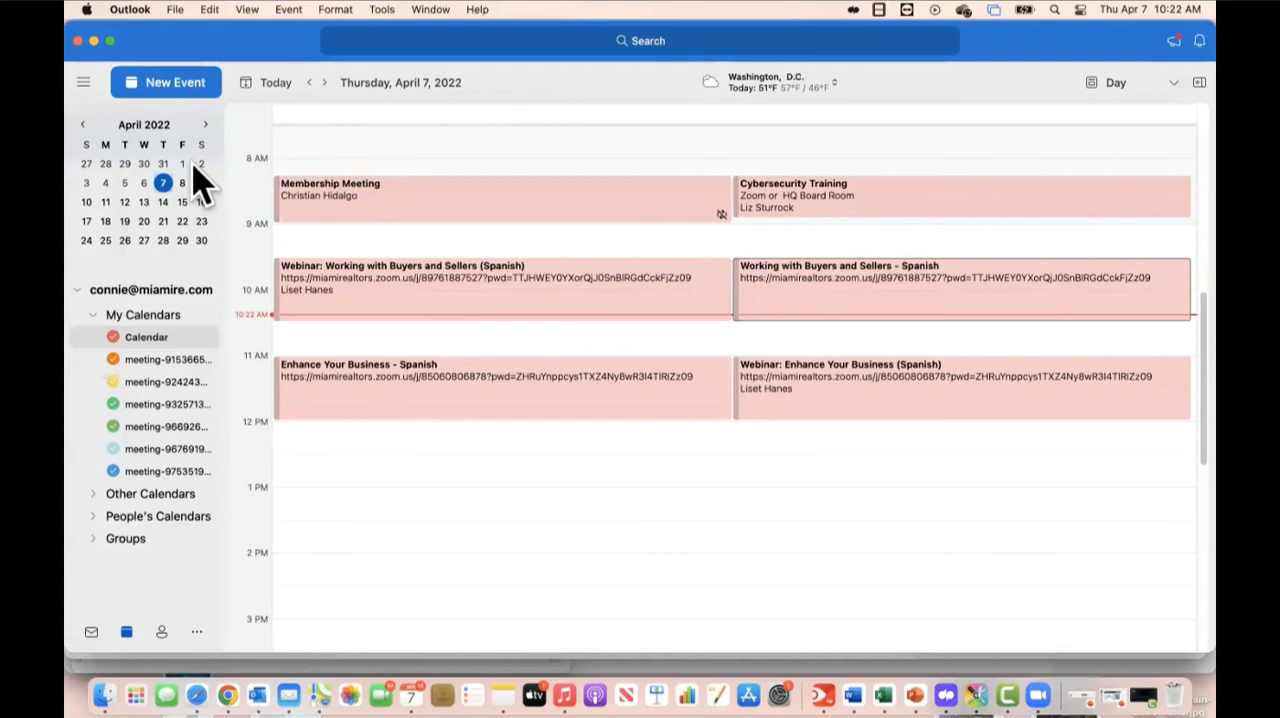 Outlook File Edit View Event Format Tools Window Help Thu Apr 7 10:22 AM
Search
New Event Today Thursday, April 7, 2022 Washington, D.C. Day
Today: 51°F 57°F / 46°F
April 2022
S M T W T F S
27 28 29 30 31 1 2
3 4 5 6 7 8
10 11 12 13 14 15
17 18 19 20 21 22 23
24 25 26 27 28 29 30
connie@miamire.com
My Calendars
Calendar
meeting-9153665...
meeting-924243...
meeting-9325713...
meeting-966926...
meeting-9676919...
meeting-9753519...
Other Calendars
People's Calendars
Groups
8 AM
Membership Meeting
Christian Hidalgo
Cybersecurity Training
Zoom or HQ Board Room
Liz Sturrock
9 AM
Webinar: Working with Buyers and Sellers (Spanish)
https://miamirealtors.zoom.us/j/89761887527?pwd=TTJHWEY0YXorQjJ0SnBlRGdCckFjZz09
Liset Hanes
Working with Buyers and Sellers - Spanish
https://miamirealtors.zoom.us/j/89761887527?pwd=TTJHWEY0YXorQjJ0SnBlRGdCckFjZz09
10 AM
10:22 AM
11 AM
Enhance Your Business - Spanish
https://miamirealtors.zoom.us/j/85060806878?pwd=ZHRuYnppcys1TXZ4Ny8wR3I4TlRIZz09
Webinar: Enhance Your Business (Spanish)
https://miamirealtors.zoom.us/j/85060806878?pwd=ZHRuYnppcys1TXZ4Ny8wR3I4TlRIZz09
Liset Hanes
12 PM
1 PM
2 PM
3 PM